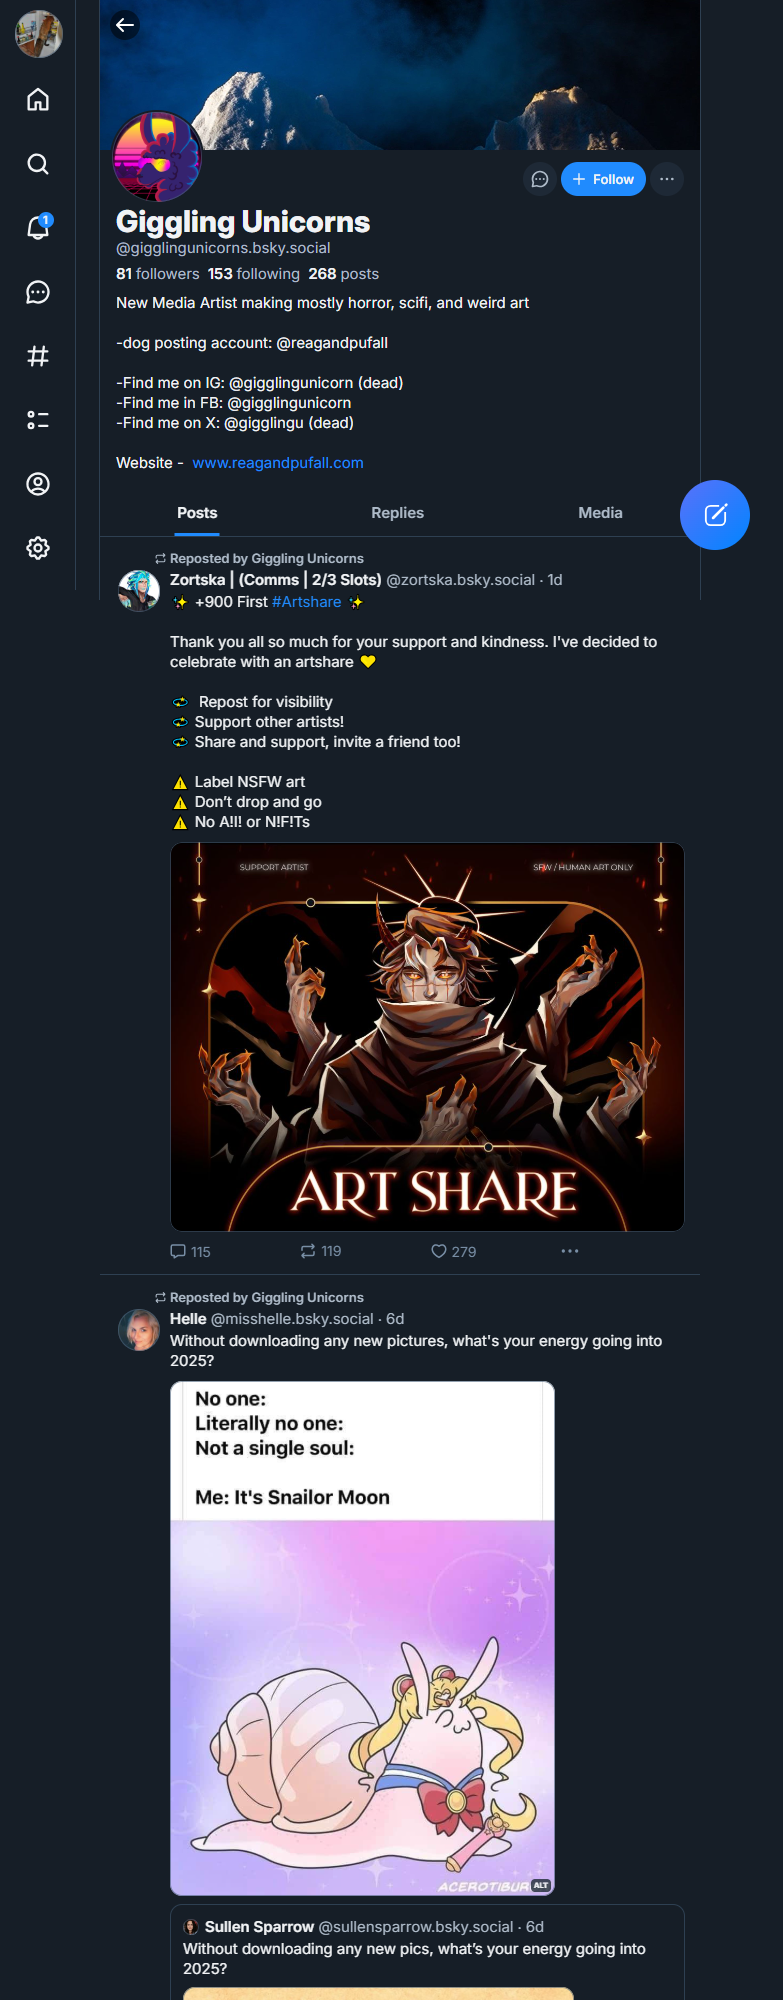 1
Follow
Giggling Unicorns
@gigglingunicorns.bsky.social
81 followers 153 following 268 posts
New Media Artist making mostly horror, scifi, and weird art
-dog posting account: @reagandpufall
-Find me on IG: @gigglingunicorn (dead)
-Find me in FB: @gigglingunicorn
-Find me on X: @gigglingu (dead)
Website - www.reagandpufall.com
Posts Replies Media
Reposted by Giggling Unicorns
Zortska | (Comms | 2/3 Slots) @zortska.bsky.social · 1d
✨ +900 First #Artshare ✨
Thank you all so much for your support and kindness. I've decided to
celebrate with an artshare 💛
💫 Repost for visibility
💫 Support other artists!
💫 Share and support, invite a friend too!
⚠️ Label NSFW art
⚠️ Don’t drop and go
⚠️ No A!I! or N!F!Ts
SUPPORT ARTIST
SFW / HUMAN ART ONLY
ART SHARE
115 119 279
Reposted by Giggling Unicorns
Helle @misshelle.bsky.social · 6d
Without downloading any new pictures, what's your energy going into
2025?
No one:
Literally no one:
Not a single soul:
Me: It's Snailor Moon
ACEROTIBUR
ALT
Sullen Sparrow @sullensparrow.bsky.social · 6d
Without downloading any new pics, what’s your energy going into
2025?